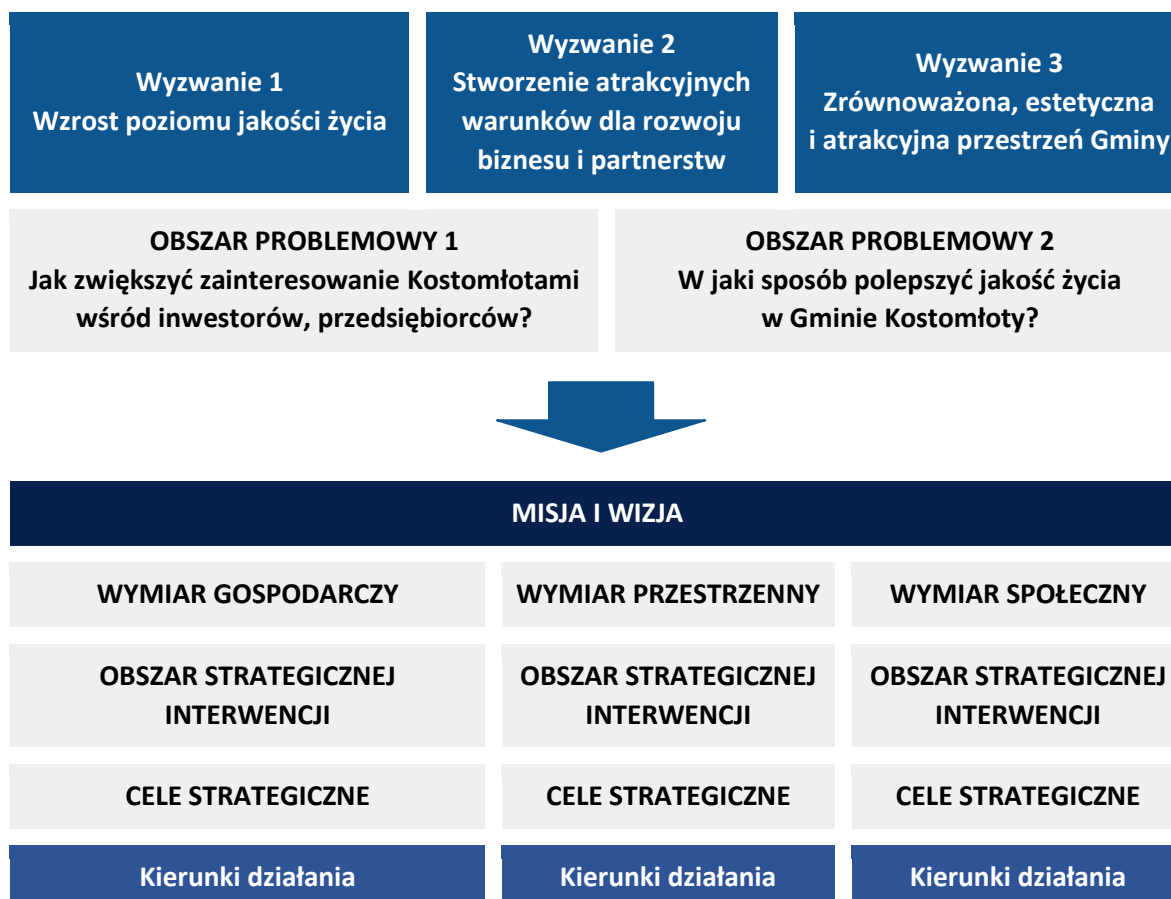 Wyzwanie 1
Wzrost poziomu jakości życia
Wyzwanie 2
Stworzenie atrakcyjnych
warunków dla rozwoju
biznesu i partnerstw
Wyzwanie 3
Zrównoważona, estetyczna
i atrakcyjna przestrzeń Gminy
OBSZAR PROBLEMOWY 1
Jak zwiększyć zainteresowanie Kostomłotami
wśród inwestorów, przedsiębiorców?
OBSZAR PROBLEMOWY 2
W jaki sposób polepszyć jakość życia
w Gminie Kostomłoty?
MISJA I WIZJA
WYMIAR GOSPODARCZY
WYMIAR PRZESTRZENNY
WYMIAR SPOŁECZNY
OBSZAR STRATEGICZNEJ
INTERWENCJI
OBSZAR STRATEGICZNEJ
INTERWENCJI
OBSZAR STRATEGICZNEJ
INTERWENCJI
CELE STRATEGICZNE
CELE STRATEGICZNE
CELE STRATEGICZNE
Kierunki działania
Kierunki działania
Kierunki działania